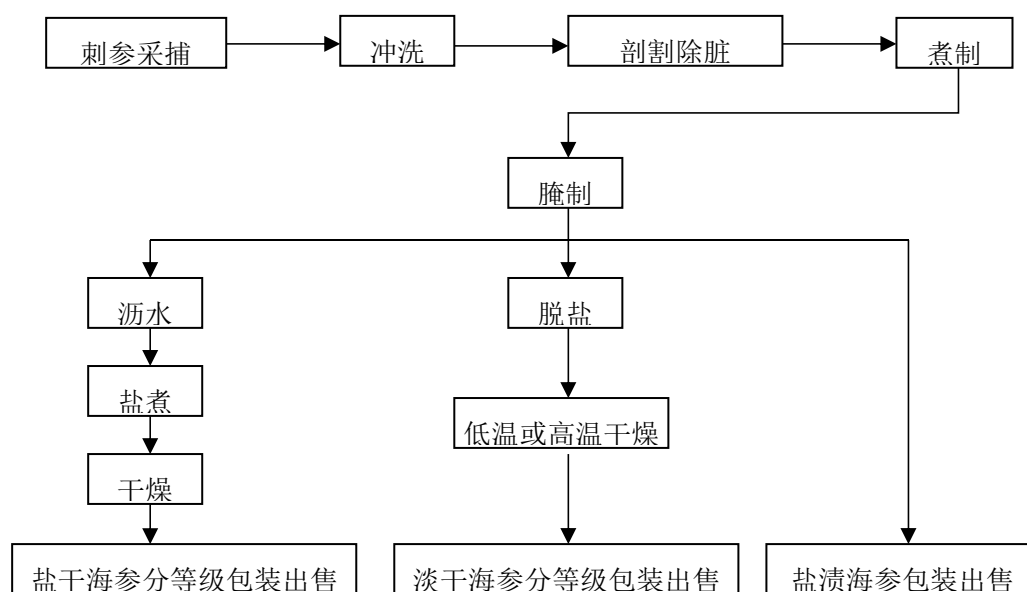 刺参采捕
冲洗
剖割除脏
煮制
腌制
沥水
脱盐
盐煮
低温或高温干燥
干燥
盐干海参分等级包装出售
淡干海参分等级包装出售
盐渍海参包装出售